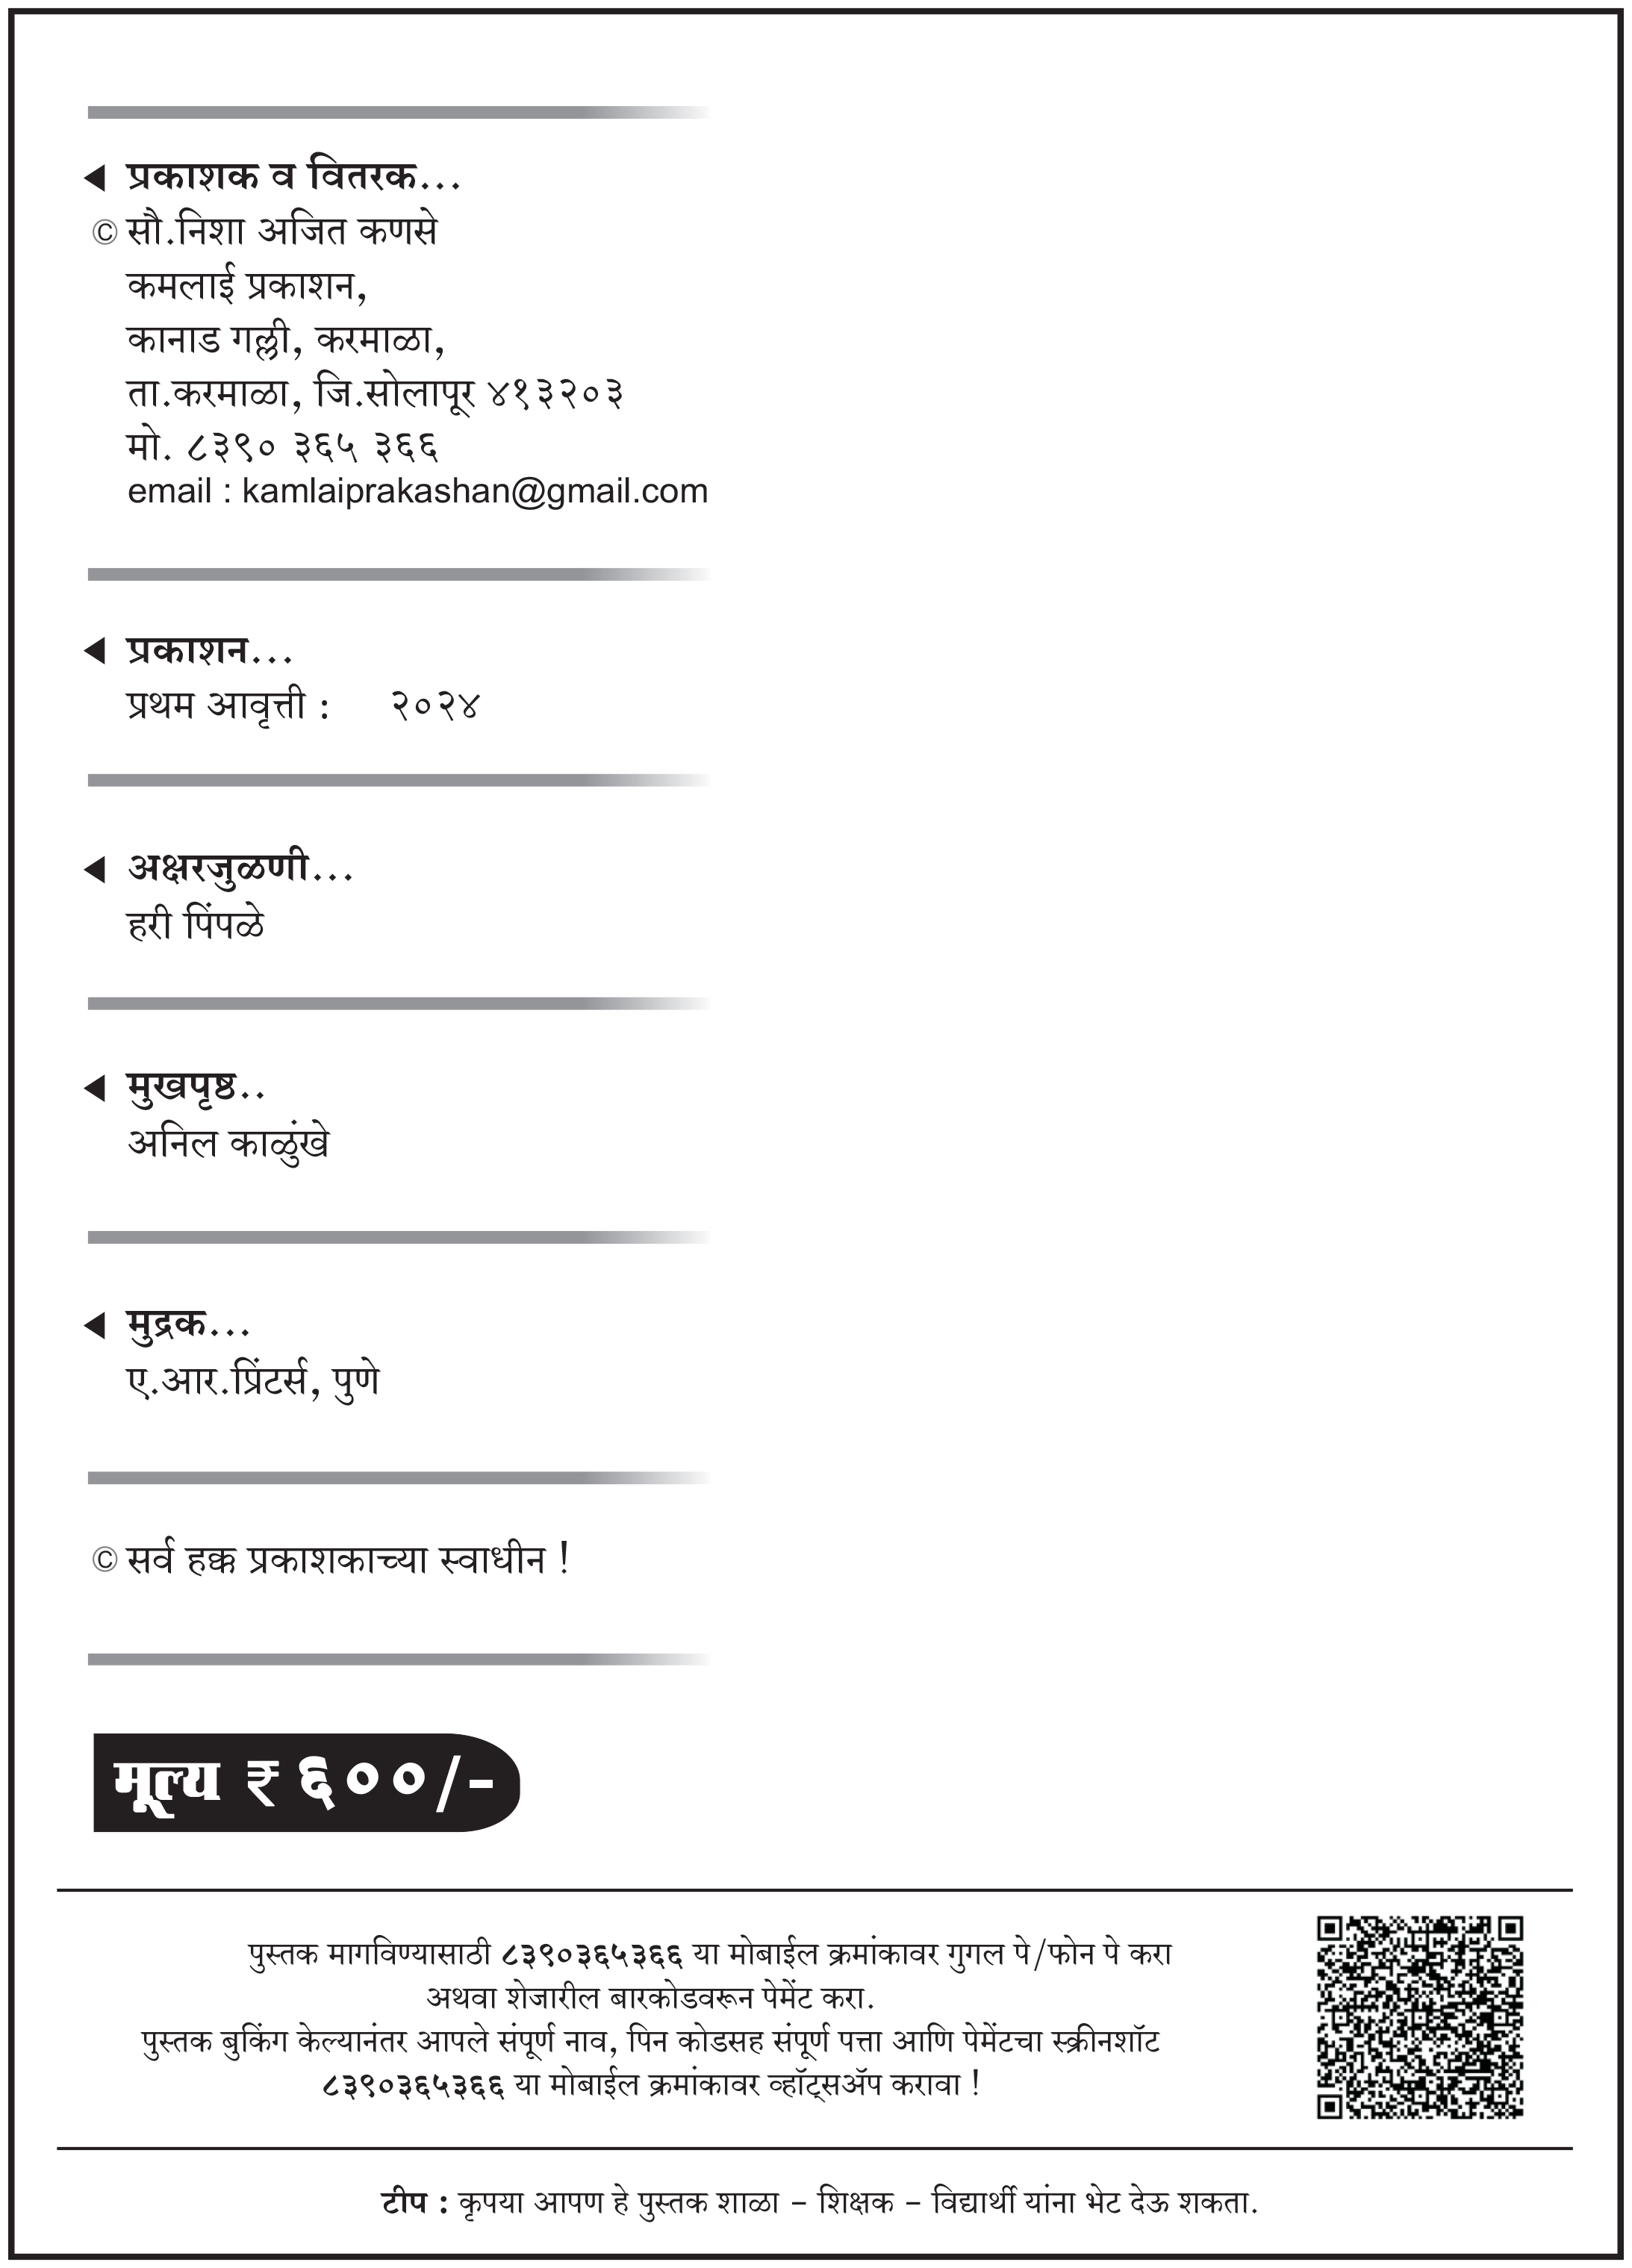 प्रकाशक व वितरक...
© सौ.निशा अजित कणसे
कमलाई प्रकाशन,
कानाड गल्ली, करमाळा,
ता.करमाळा, जि.सोलापूर ४१३२०३
मो. ८३९० ३६५ ३६६
email : kamlaiprakashan@gmail.com
प्रकाशन...
प्रथम आवृत्ती : २०२४
अक्षरजुळणी...
हरी पिंपळे
मुखपृष्ठ..
अनिल काळुंखे
मुद्रक...
ए.आर.प्रिंटर्स, पुणे
© सर्व हक्क प्रकाशकाच्या स्वाधीन !
मूल्य ₹ ६००/-
पुस्तक मागविण्यासाठी ८३९०३६५३६६ या मोबाईल क्रमांकावर गुगल पे/फोन पे करा
अथवा शेजारील बारकोडवरून पेमेंट करा.
पुस्तक बुकिंग केल्यानंतर आपले संपूर्ण नाव, पिन कोडसह संपूर्ण पत्ता आणि पेमेंटचा स्क्रीनशॉट
८३९०३६५३६६ या मोबाईल क्रमांकावर व्हॉट्सॲप करावा !
टीप : कृपया आपण हे पुस्तक शाळा – शिक्षक – विद्यार्थी यांना भेट देऊ शकता.